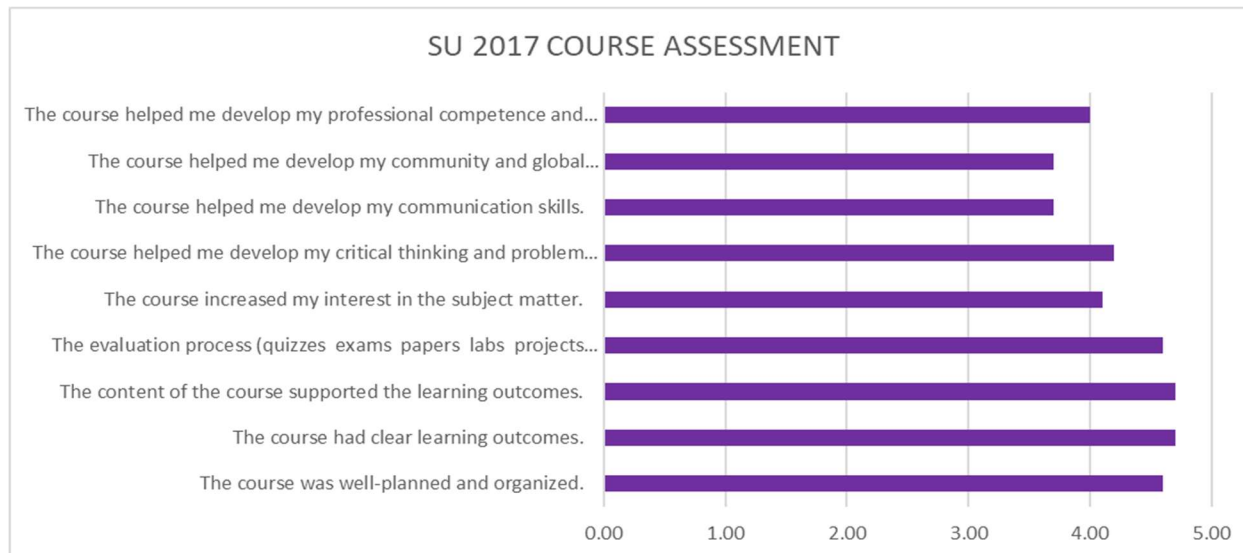 SU 2017 COURSE ASSESSMENT
The course helped me develop my professional competence and...
The course helped me develop my community and global...
The course helped me develop my communication skills.
The course helped me develop my critical thinking and problem...
The course increased my interest in the subject matter.
The evaluation process (quizzes exams papers labs projects...
The content of the course supported the learning outcomes.
The course had clear learning outcomes.
The course was well-planned and organized.
0.00 1.00 2.00 3.00 4.00 5.00